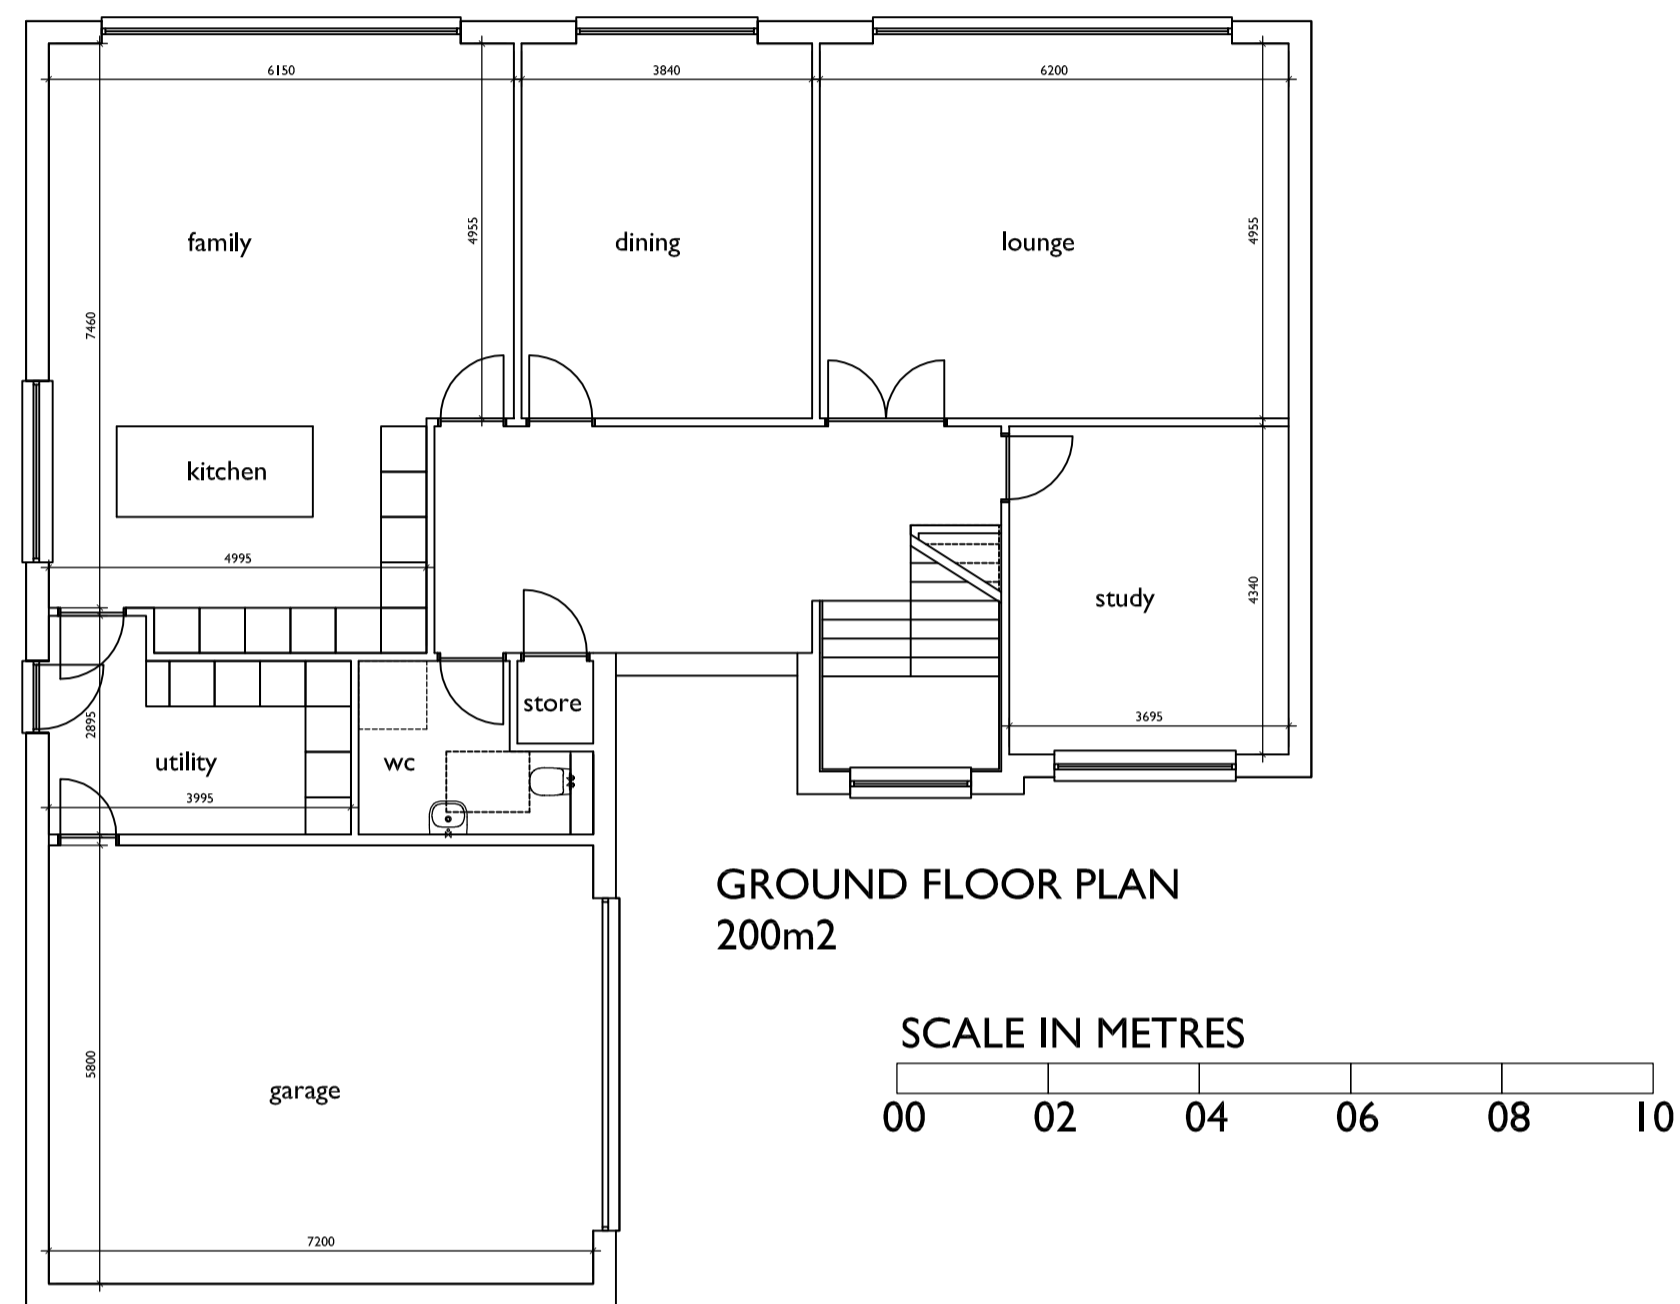 6150
3840
6200
family
4955
dining
lounge
4955
7460
kitchen
4995
study
4340
store
2895
utility
wc
3695
3995
GROUND FLOOR PLAN
200m2
SCALE IN METRES
00 02 04 06 08 10
5800
garage
7200